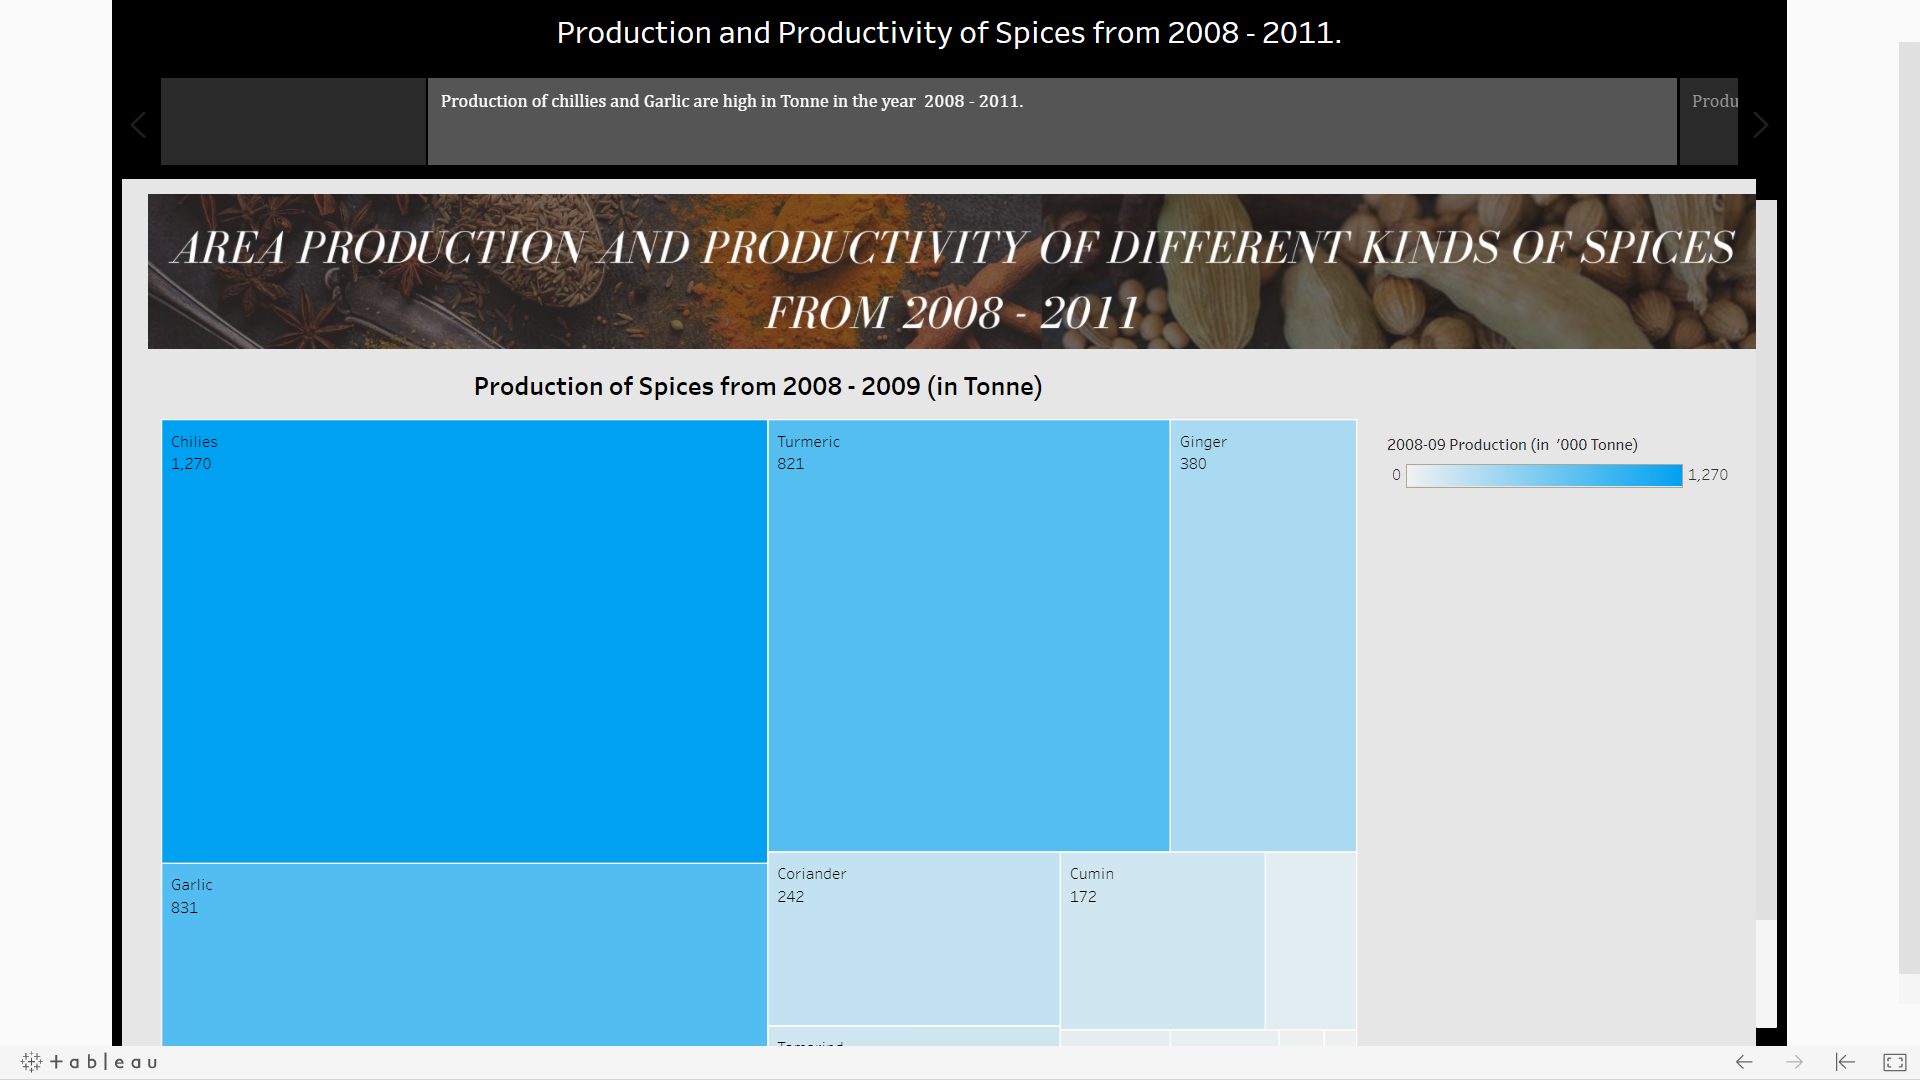 Production and Productivity of Spices from 2008 - 2011.
Production of chillies and Garlic are high in Tonne in the year  2008 - 2011.
Produ
AREA PRODUCTION AND PRODUCTIVITY OF DIFFERENT KINDS OF SPICES
FROM 2008 - 2011
Production of Spices from 2008 - 2009 (in Tonne)
Chilies
1,270
Turmeric
821
Ginger
380
2008-09 Production (in  '000 Tonne)
0
1,270
Garlic
831
Coriander
242
Cumin
172
Tamarind
+ a b | e a u